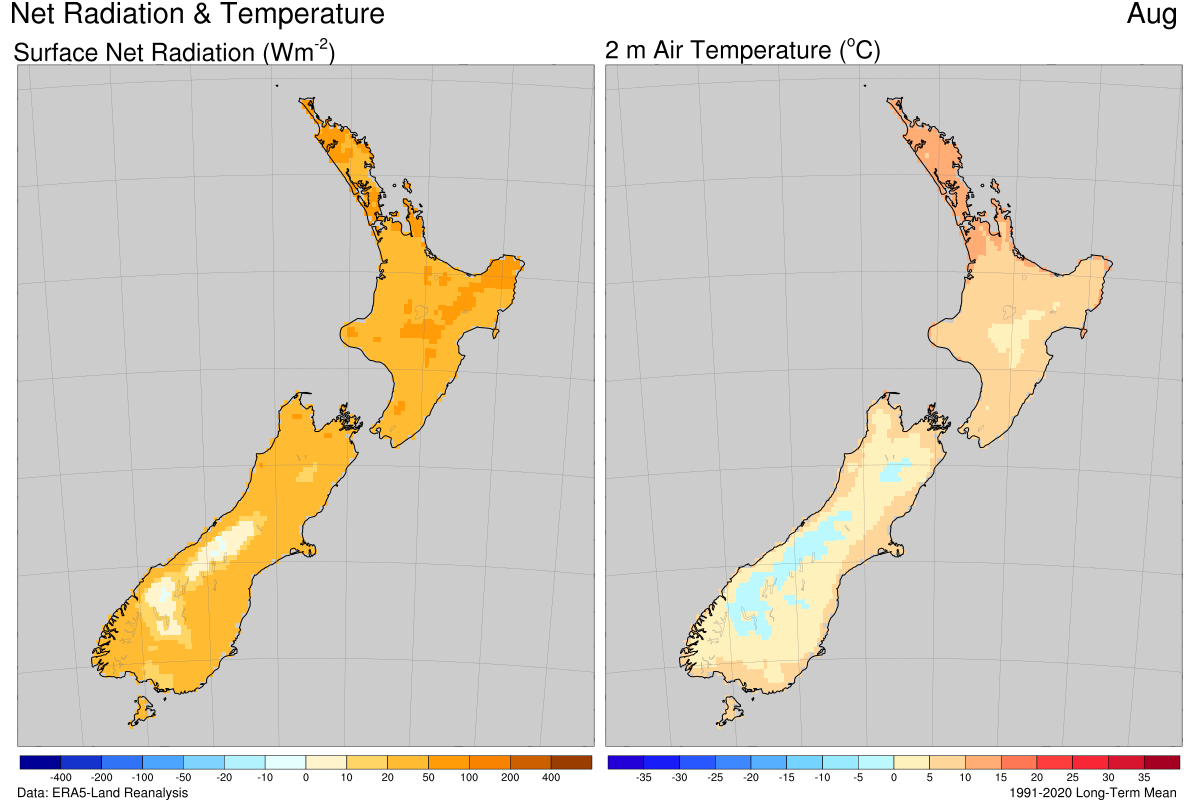 Net Radiation & Temperature
Aug
Surface Net Radiation (Wm-2)
2 m Air Temperature (oC)
-400 -200 -100 -50 -20 -10 0 10 20 50 100 200 400
-35 -30 -25 -20 -15 -10 -5 0 5 10 15 20 25 30 35
Data: ERA5-Land Reanalysis
1991-2020 Long-Term Mean